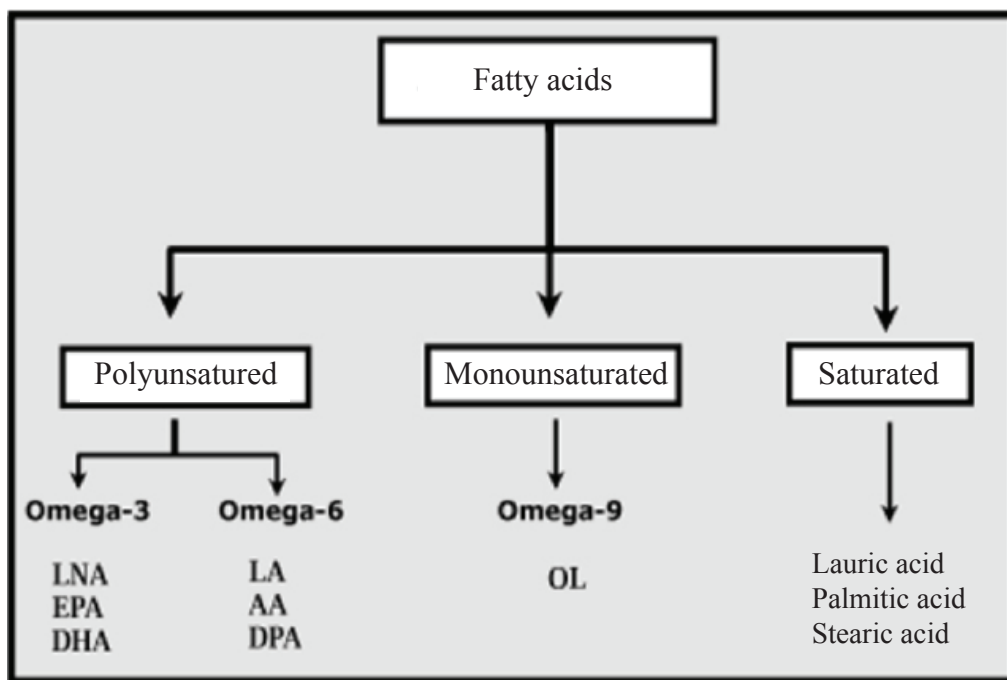 Fatty acids
Polyunsatured
Monounsaturated
Saturated
Omega-3
Omega-6
Omega-9
LNA
EPA
DHA
LA
AA
DPA
OL
Lauric acid
Palmitic acid
Stearic acid